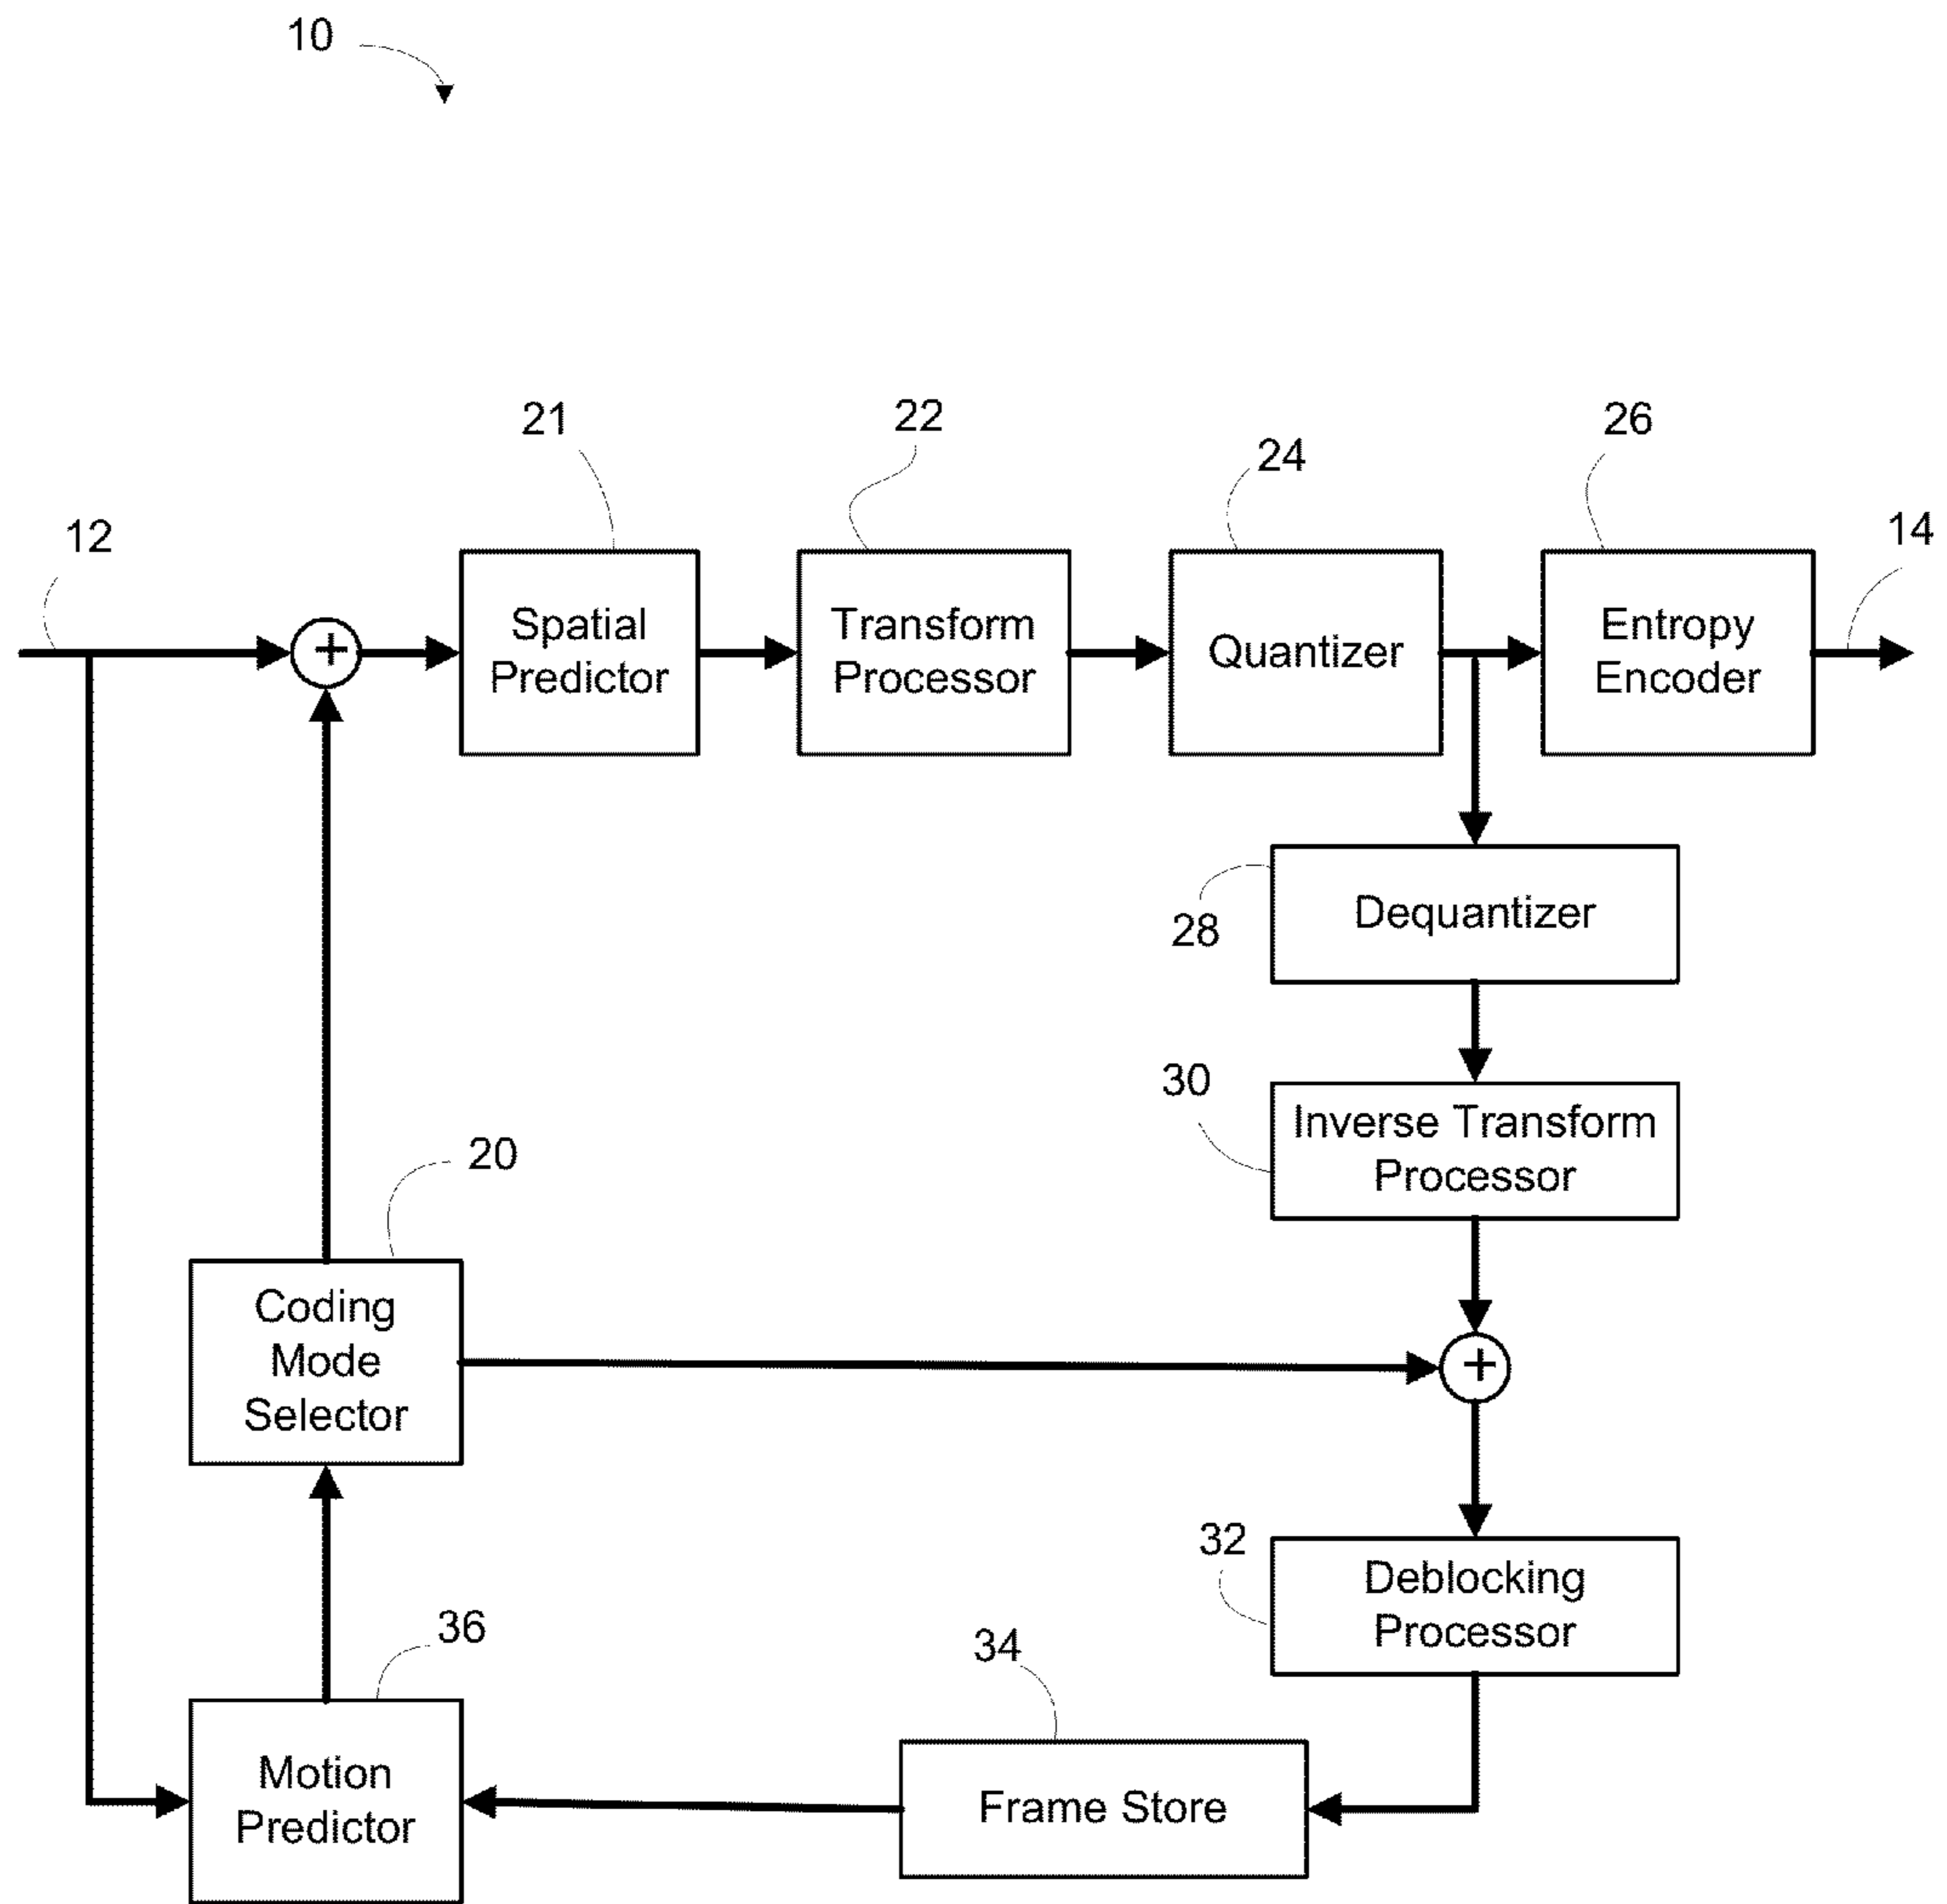 10
21
22
24
26
12
14
Spatial
Predictor
Transform
Processor
Quantizer
Entropy
Encoder
28
Dequantizer
30
Inverse Transform
Processor
20
Coding
Mode
Selector
32
Deblocking
Processor
36
34
Motion
Predictor
Frame Store